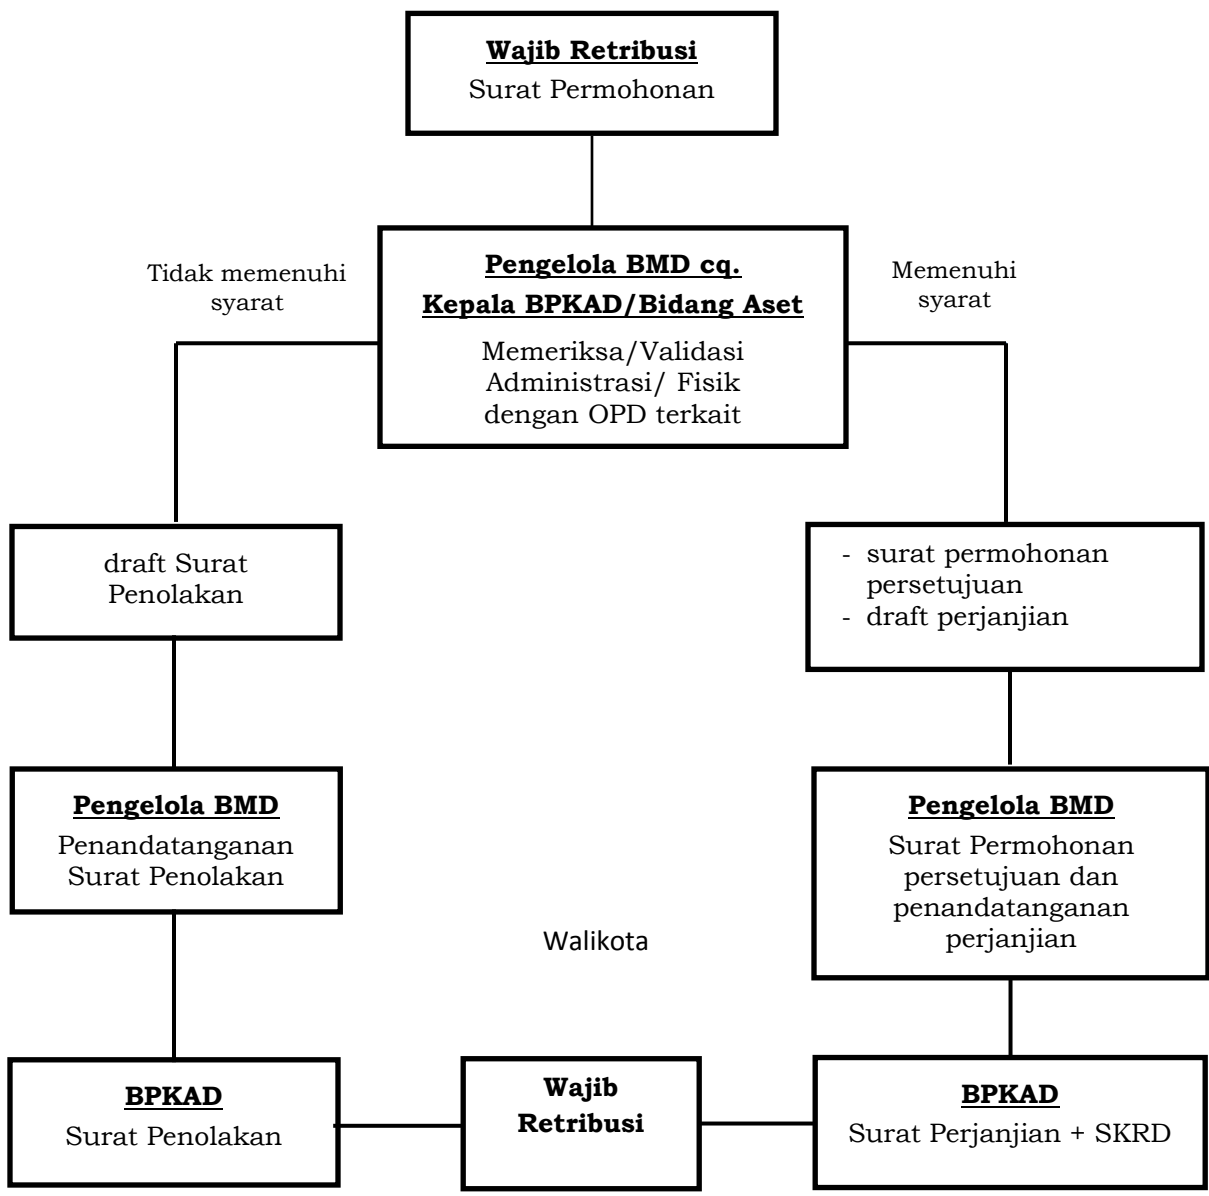 Wajib Retribusi
Surat Permohonan
Tidak memenuhi
syarat
Pengelola BMD cq.
Kepala BPKAD/Bidang Aset
Memeriksa/Validasi
Administrasi/ Fisik
dengan OPD terkait
Memenuhi
syarat
draft Surat
Penolakan
- surat permohonan
persetujuan
- draft perjanjian
Pengelola BMD
Penandatanganan
Surat Penolakan
Pengelola BMD
Surat Permohonan
persetujuan dan
penandatanganan
perjanjian
Walikota
BPKAD
Surat Penolakan
Wajib
Retribusi
BPKAD
Surat Perjanjian + SKRD